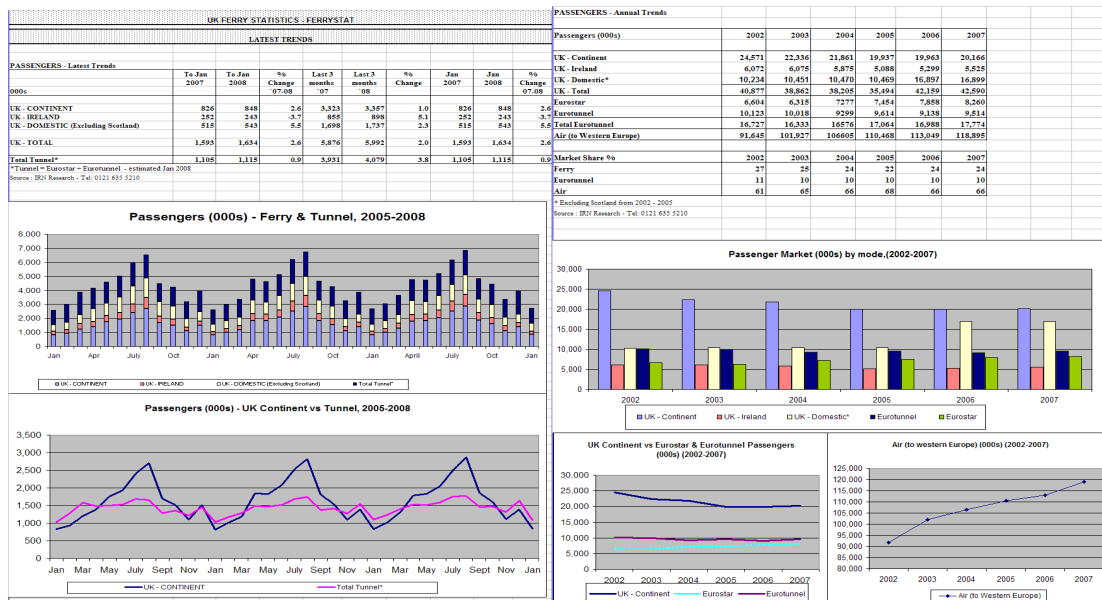 UK FERRY STATISTICS - FERRYSTAT
LATEST TRENDS
PASSENGERS - Latest Trends
To Jan To Jan % Last 3 Last 3 % Jan Jan %
2007 2008 Change months months Change 2007 2008 Change
000s '07-08 '07 '08 07-08
UK - CONTINENT 826 848 2.6 3,323 3,357 1.0 826 848 2.6
UK - IRELAND 252 243 -3.7 855 898 5.1 252 243 -3.7
UK - DOMESTIC (Excluding Scotland) 515 543 5.5 1,698 1,737 2.3 515 543 5.5
UK - TOTAL 1,593 1,634 2.6 5,876 5,992 2.0 1,593 1,634 2.6
Total Tunnel* 1,105 1,115 0.9 3,931 4,079 3.8 1,105 1,115 0.9
*Tunnel = Eurostar + Eurotunnel - estimated Jan 2008
Source : IRN Research - Tel: 0121 635 5210
Passengers (000s) - Ferry & Tunnel, 2005-2008
8,000
7,000
6,000
5,000
4,000
3,000
2,000
1,000
0
Jan Apr July Oct Jan Apr July Oct Jan April July Oct Jan
UK - CONTINENT UK - IRELAND UK - DOMESTIC (Excluding Scotland) Total Tunnel*
Passengers (000s) - UK Continent vs Tunnel, 2005-2008
3,500
3,000
2,500
2,000
1,500
1,000
500
0
Jan Mar May July Sept Nov Jan Mar May July Sept Nov Jan Mar May July Sept Nov Jan
UK - CONTINENT Total Tunnel*
PASSENGERS - Annual Trends
Passengers (000s) 2002 2003 2004 2005 2006 2007
UK - Continent 24,571 22,336 21,861 19,937 19,963 20,166
UK - Ireland 6,072 6,075 5,875 5,088 5,299 5,525
UK - Domestic* 10,234 10,451 10,470 10,469 16,897 16,899
UK - Total 40,877 38,862 38,205 35,494 42,159 42,590
Eurostar 6,604 6,315 7277 7,454 7,858 8,260
Eurotunnel 10,123 10,018 9299 9,614 9,138 9,514
Total Eurotunnel 16,727 16,333 16576 17,064 16,988 17,774
Air (to Western Europe) 91,645 101,927 106605 110,468 113,049 118,895
Market Share % 2002 2003 2004 2005 2006 2007
Ferry 27 25 24 22 24 24
Eurotunnel 11 10 10 10 10 10
Air 61 65 66 68 66 66
* Excluding Scotland from 2002 - 2005
Source : IRN Research - Tel: 0121 635 5210
Passenger Market (000s) by mode,(2002-2007)
30,000
25,000
20,000
15,000
10,000
5,000
0
2002 2003 2004 2005 2006 2007
UK - Continent UK - Ireland UK - Domestic* Eurotunnel Eurostar
UK Continent vs Eurostar & Eurotunnel Passengers
(000s) (2002-2007)
30,000
25,000
20,000
15,000
10,000
5,000
0
2002 2003 2004 2005 2006 2007
UK - Continent Eurostar Eurotunnel
Air (to western Europe) (000s) (2002-2007)
125,000
120,000
115,000
110,000
105,000
100,000
95,000
90,000
85,000
80,000
2002 2003 2004 2005 2006 2007
Air (to Western Europe)